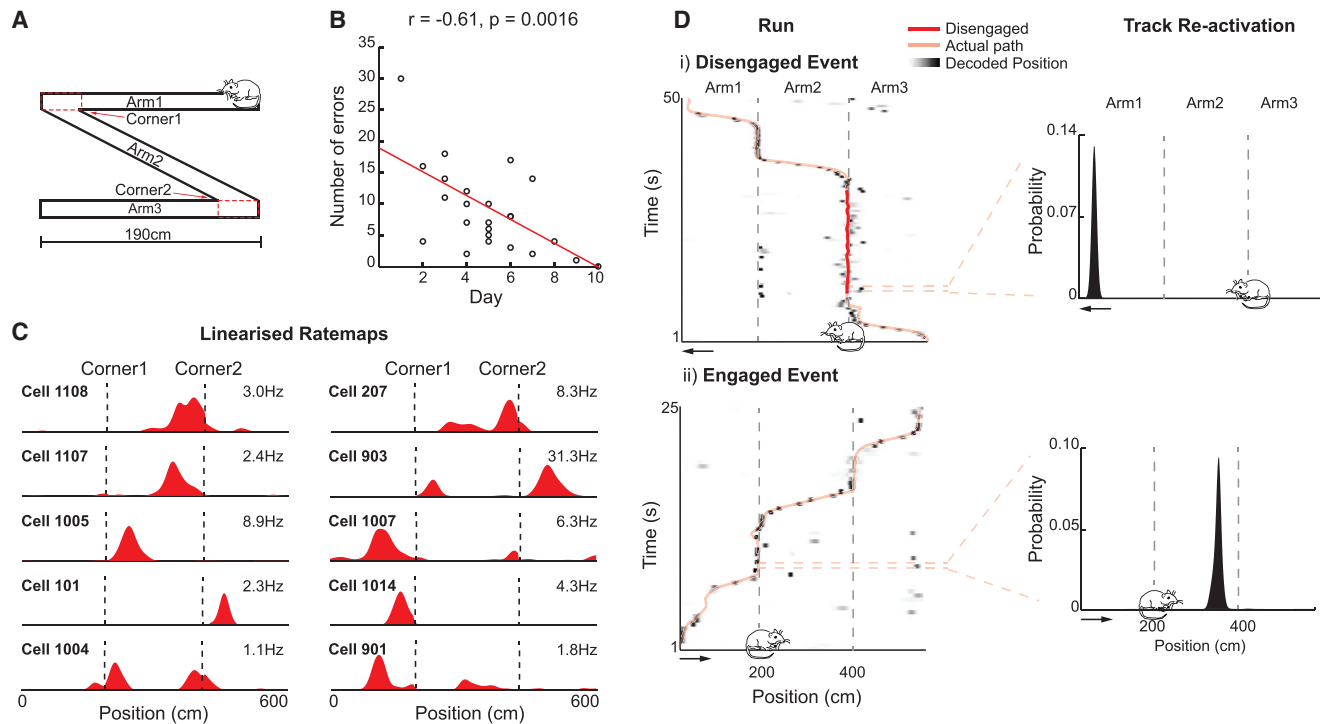 A
Arm1
Corner1
Arm2
Corner2
Arm3
190cm
B
r = -0.61, p = 0.0016
Number of errors
35
30
25
20
15
10
5
0
2 4 6 8 10
Day
C
Linearised Ratemaps
Corner1 Corner2
Cell 1108 3.0Hz
Cell 1107 2.4Hz
Cell 1005 8.9Hz
Cell 101 2.3Hz
Cell 1004 1.1Hz
0 600
Position (cm)
Corner1 Corner2
Cell 207 8.3Hz
Cell 903 31.3Hz
Cell 1007 6.3Hz
Cell 1014 4.3Hz
Cell 901 1.8Hz
0 600
Position (cm)
D
Run
Disengaged
Actual path
Decoded Position
Track Re-activation
i) Disengaged Event
Arm1 Arm2 Arm3
50
Time (s)
1
Arm1 Arm2 Arm3
0.14
0.07
0
Probability
ii) Engaged Event
25
Time (s)
1
200 400
Position (cm)
0.10
0.05
0
Probability
200 400
Position (cm)